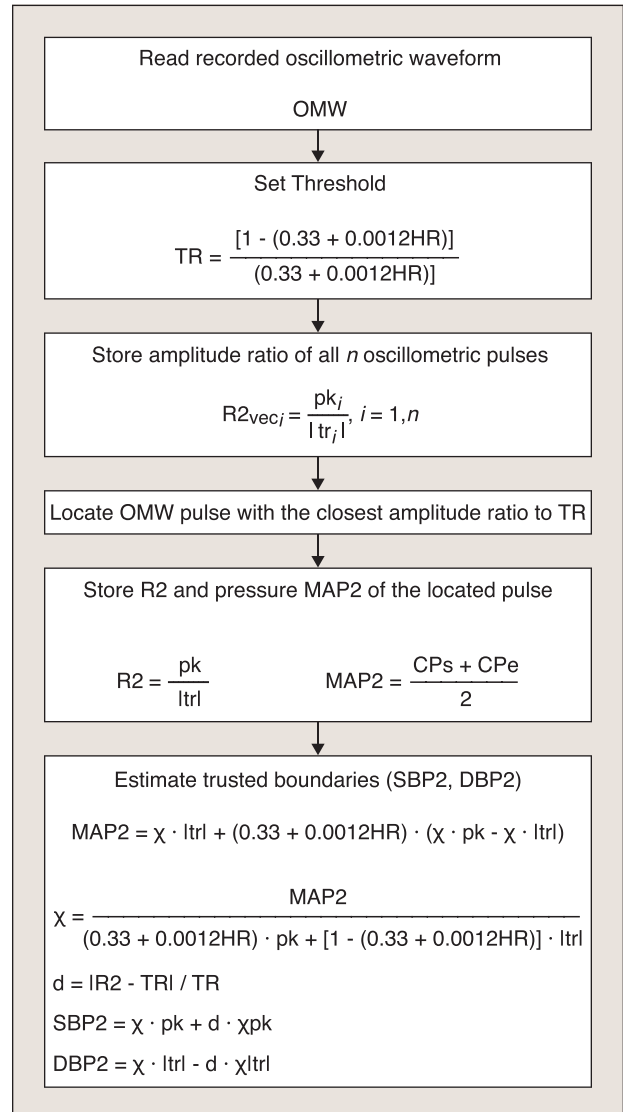 Read recorded oscillometric waveform
OMW
Set Threshold
TR = [1 - (0.33 + 0.0012HR)] / (0.33 + 0.0012HR)]
Store amplitude ratio of all n oscillometric pulses
R2vec_i = pk_i / |tr_i|, i = 1,n
Locate OMW pulse with the closest amplitude ratio to TR
Store R2 and pressure MAP2 of the located pulse
R2 = pk / |tr| MAP2 = CPs + CPe / 2
Estimate trusted boundaries (SBP2, DBP2)
MAP2 = χ · |tr| + (0.33 + 0.0012HR) · (χ · pk - χ · |tr|)
χ = MAP2 / (0.33 + 0.0012HR) · pk + [1 - (0.33 + 0.0012HR)] · |tr|
d = |R2 - TR| / TR
SBP2 = χ · pk + d · χpk
DBP2 = χ · |tr| - d · χ|tr|